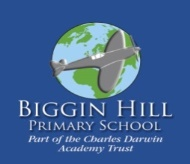 BIGGIN HILL
PRIMARY SCHOOL
Part of the Charles Darwin
Academy Trust